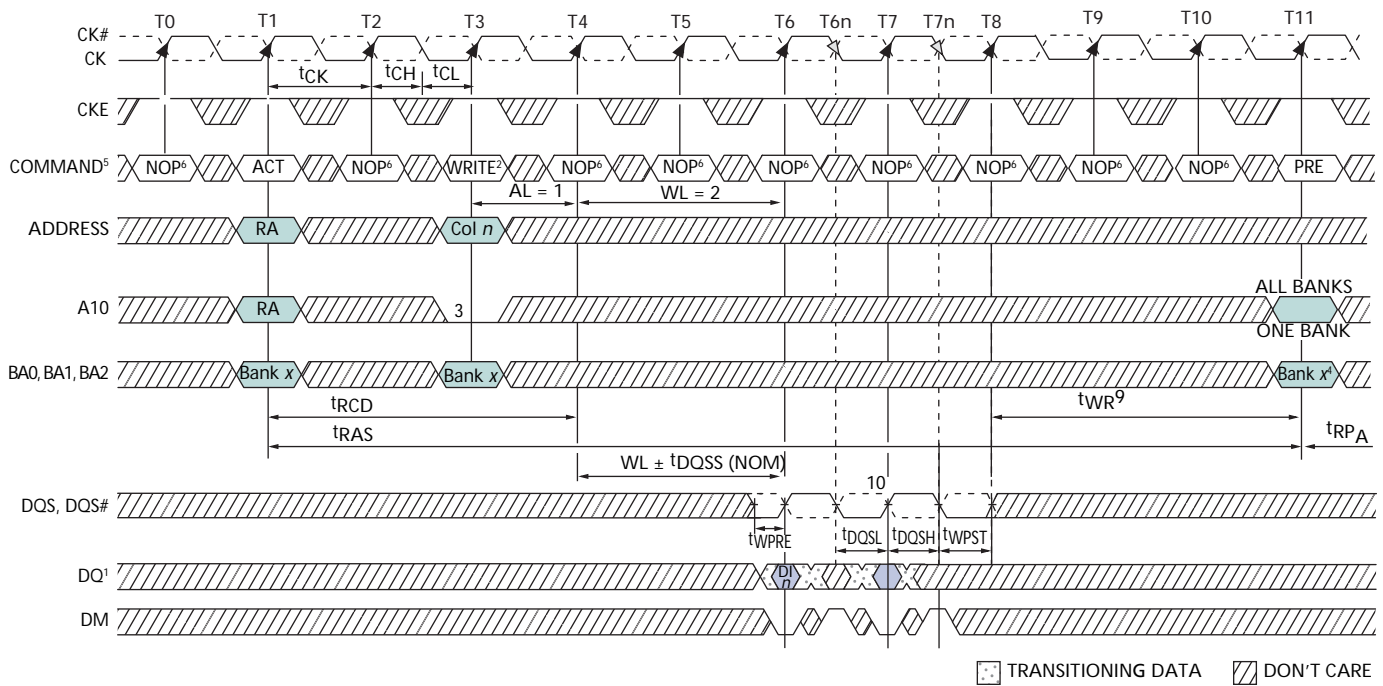 T0 T1 T2 T3 T4 T5 T6 T6n T7 T7n T8 T9 T10 T11
CK#
CK
tCK tCH tCL
CKE
COMMAND5 NOP6 ACT NOP6 WRITE2 NOP6 NOP6 NOP6 NOP6 NOP6 NOP6 NOP6 PRE
AL = 1 WL = 2
ADDRESS RA Col n
ALL BANKS
A10 RA 3
ONE BANK
BA0, BA1, BA2 Bank x Bank x Bank x4
tRCD tWR9
tRAS tRPA
WL ± tDQSS (NOM)
10
DQS, DQS#
tWPRE tDQSL tDQSH tWPST
DQ1 DI
n
DM
TRANSITIONING DATA DON'T CARE